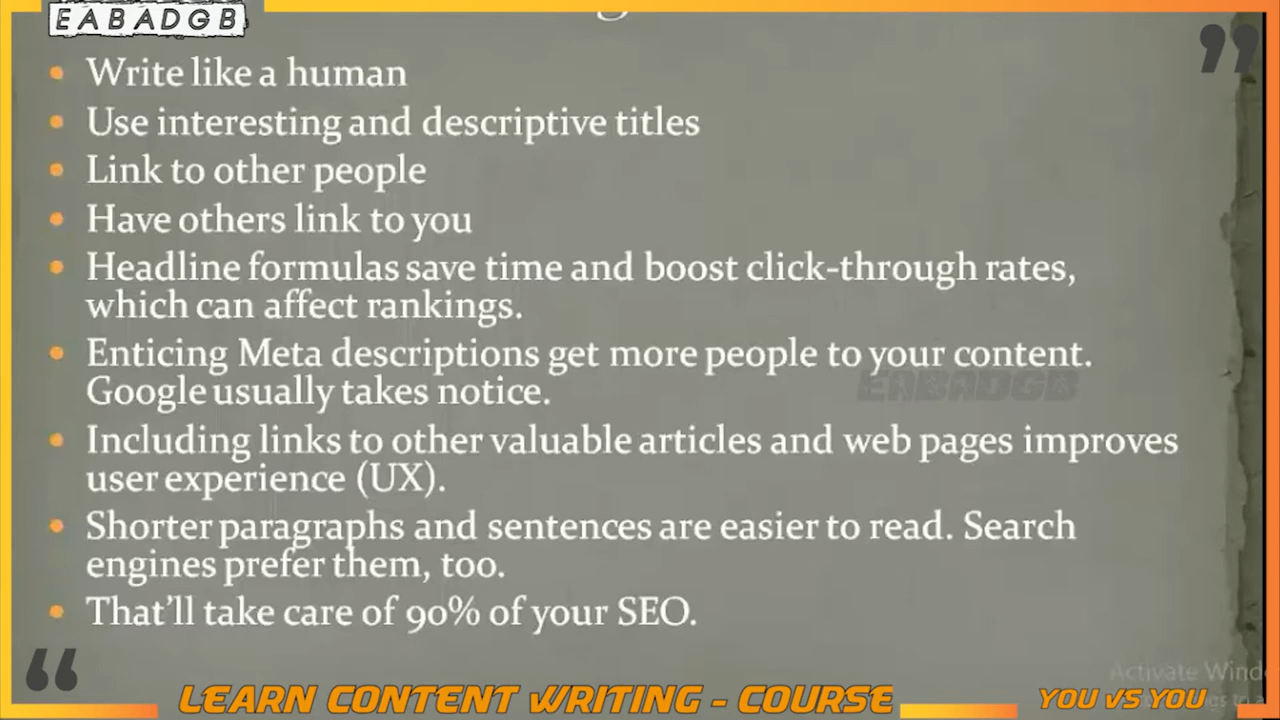 EABADGB
Write like a human
Use interesting and descriptive titles
Link to other people
Have others link to you
Headline formulas save time and boost click-through rates,
which can affect rankings.
Enticing Meta descriptions get more people to your content.
Google usually takes notice.
EABADGB
Including links to other valuable articles and web pages improves
user experience (UX).
Shorter paragraphs and sentences are easier to read. Search
engines prefer them, too.
That'll take care of 90% of your SEO.
Activate
LEARN CONTENT WRITING - COURSE
YOU VS YOU